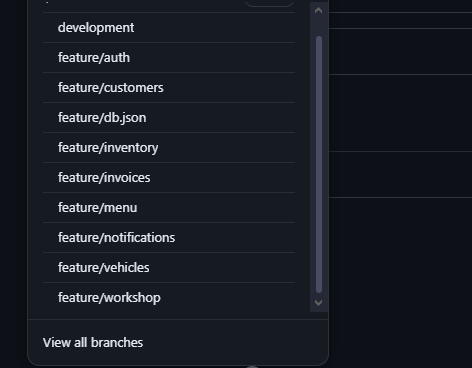 development
feature/auth
feature/customers
feature/db.json
feature/inventory
feature/invoices
feature/menu
feature/notifications
feature/vehicles
feature/workshop
View all branches